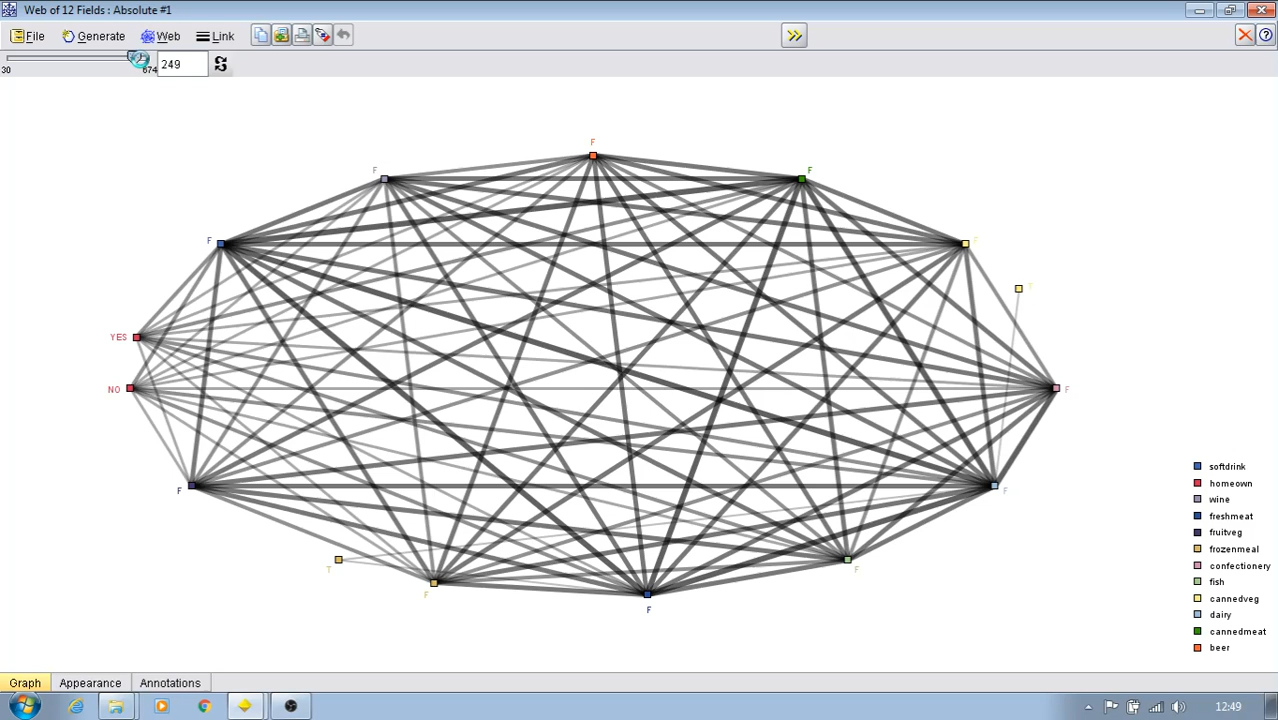 Web of 12 Fields : Absolute #1
File Generate Web Link
30 674 249
F
F
F
F
F
F
T
YES
NO
F
F
F
T
F
F
F
softdrink
homeown
wine
freshmeat
fruitveg
frozenmeal
confectionery
fish
cannedveg
dairy
cannedmeat
beer
Graph Appearance Annotations
12:49